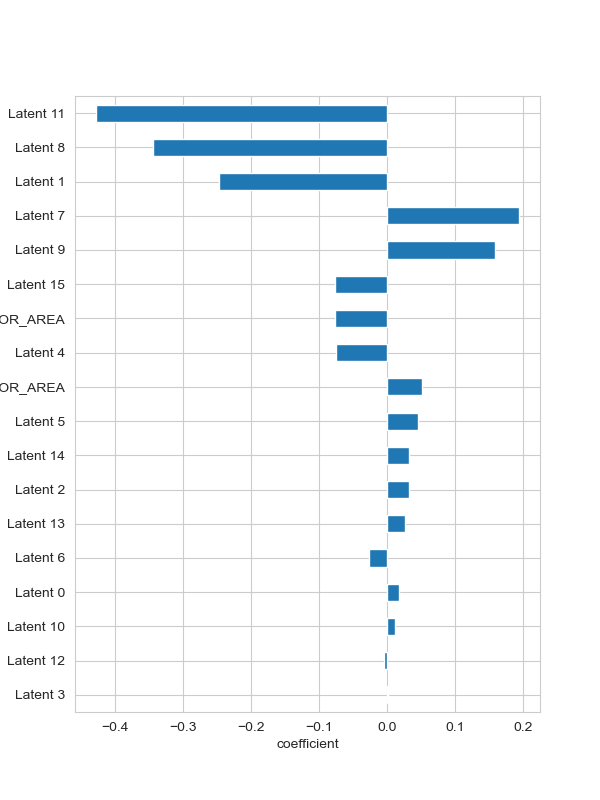 Latent 11
Latent 8
Latent 1
Latent 7
Latent 9
Latent 15
OR_AREA
Latent 4
OR_AREA
Latent 5
Latent 14
Latent 2
Latent 13
Latent 6
Latent 0
Latent 10
Latent 12
Latent 3
−0.4 −0.3 −0.2 −0.1 0.0 0.1 0.2
coefficient